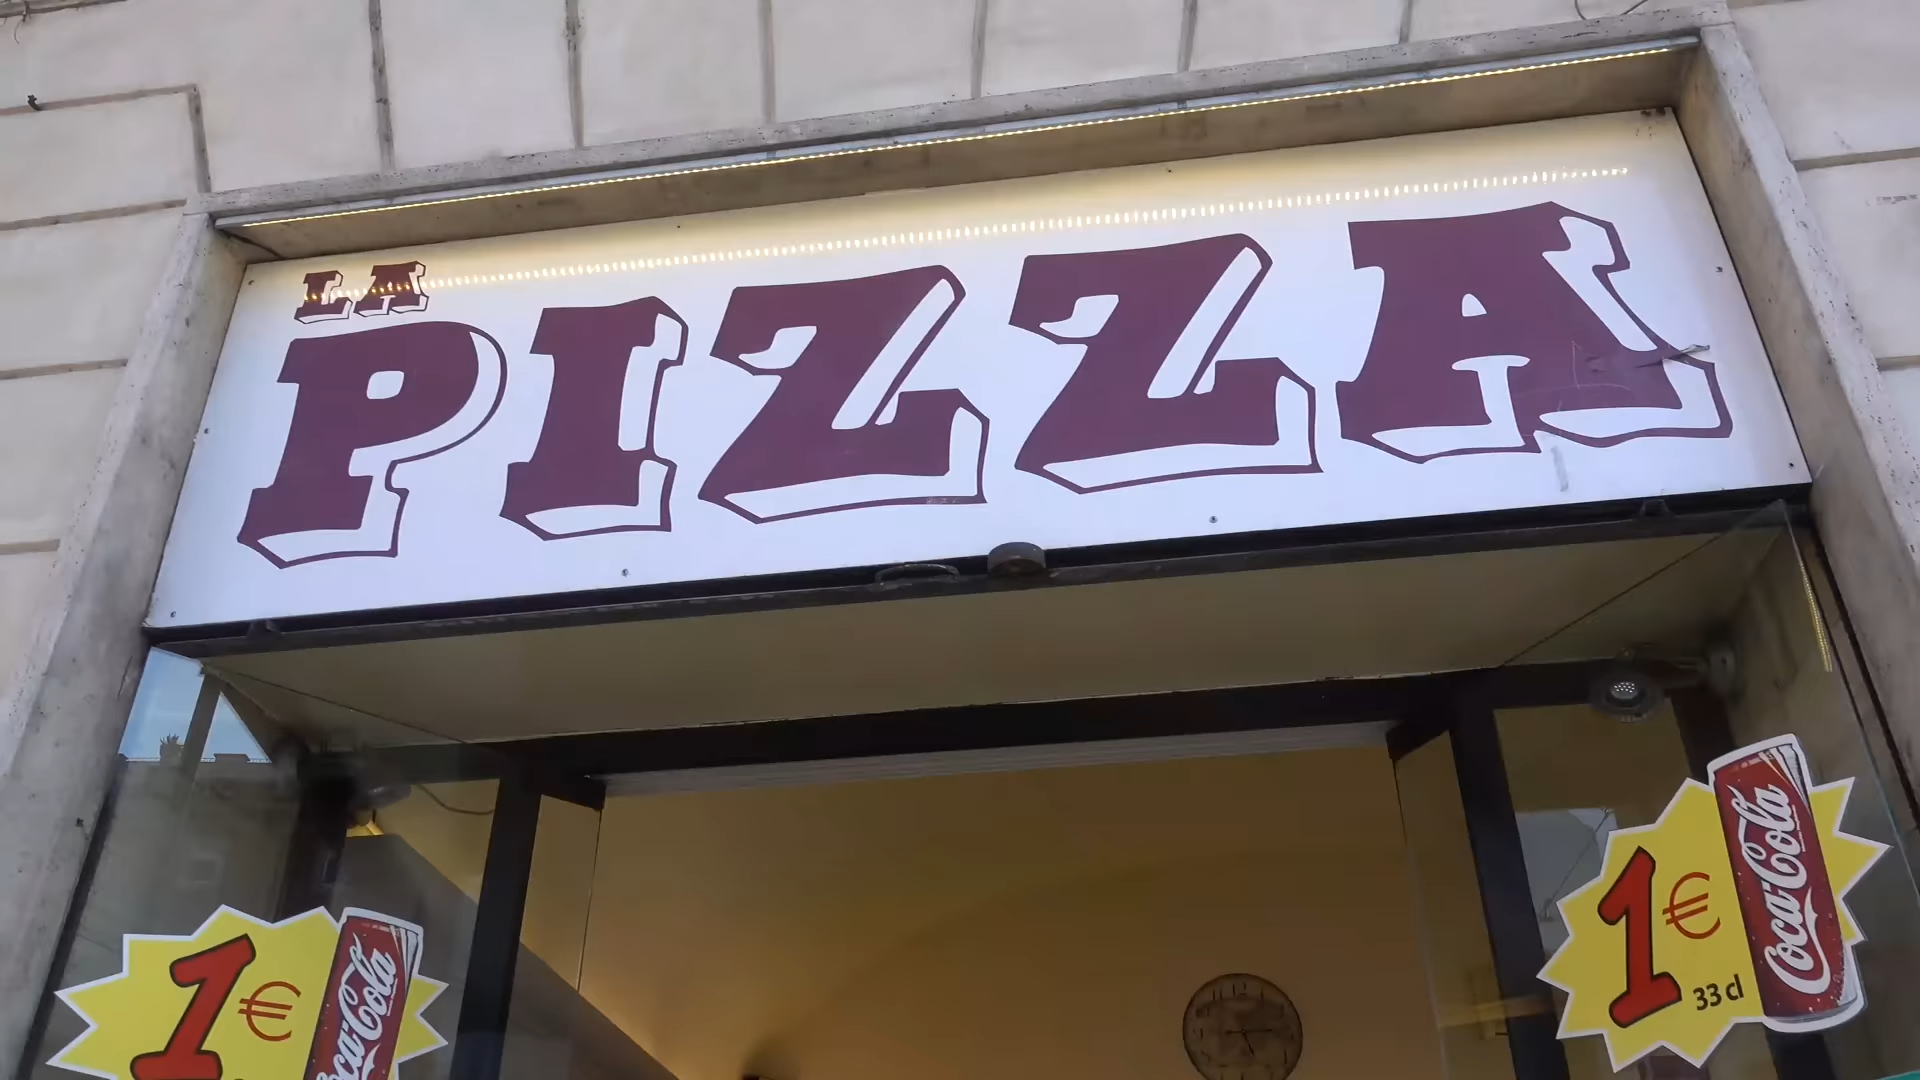 LA
PIZZA
1€
Coca-Cola
33 cl
1€
Coca-Cola